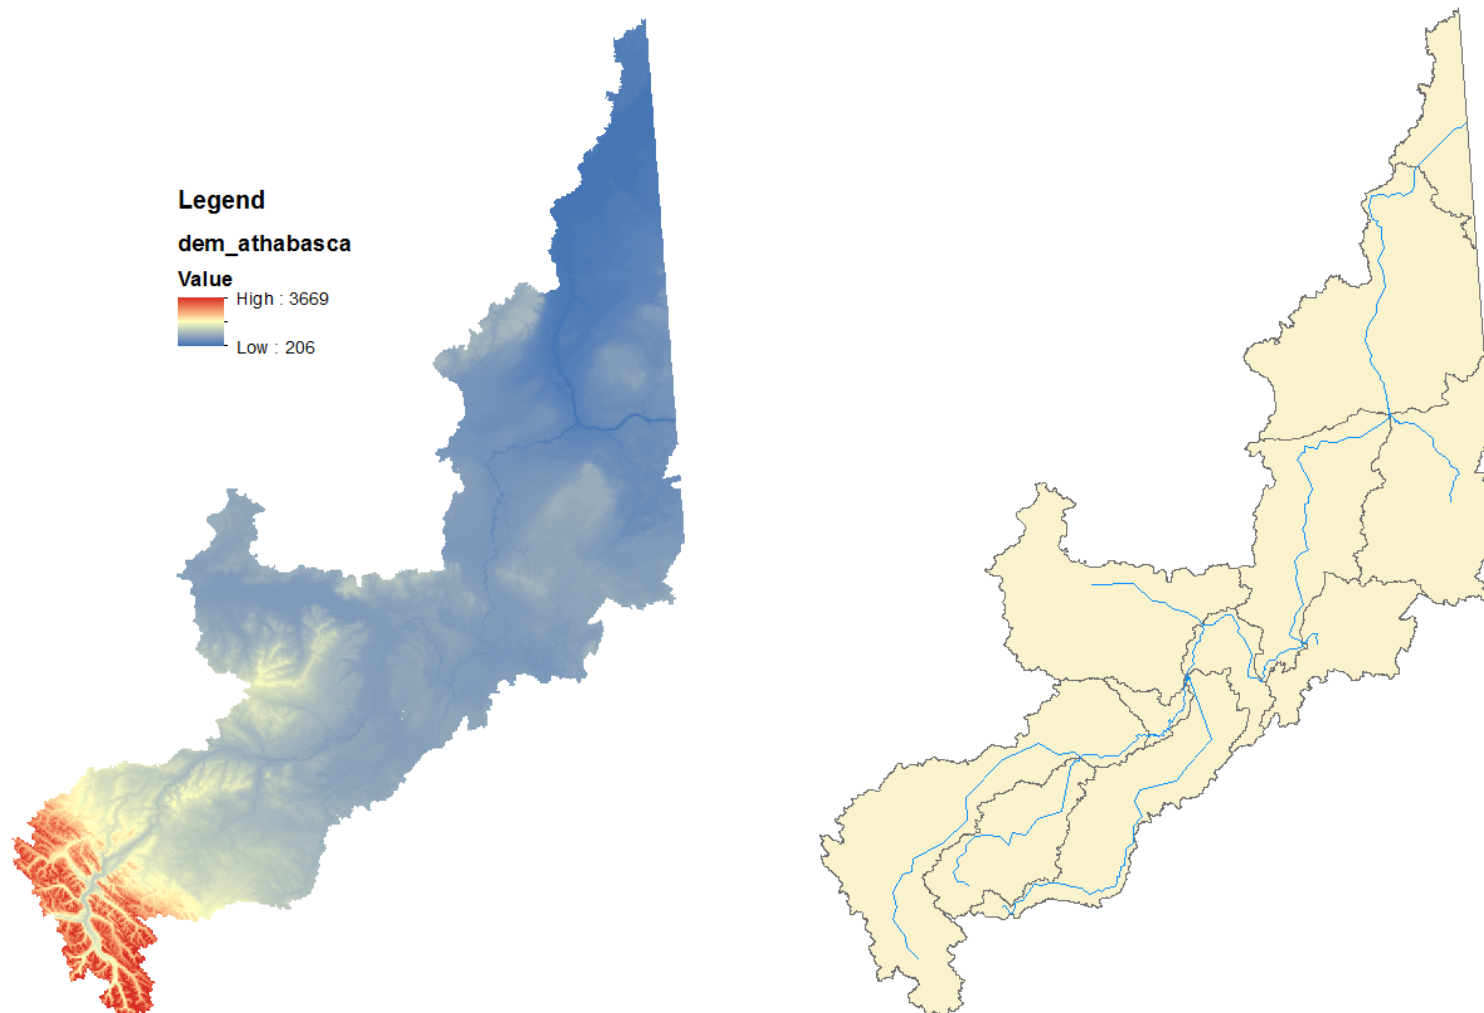 Legend
dem_athabasca
Value
High : 3669
Low : 206